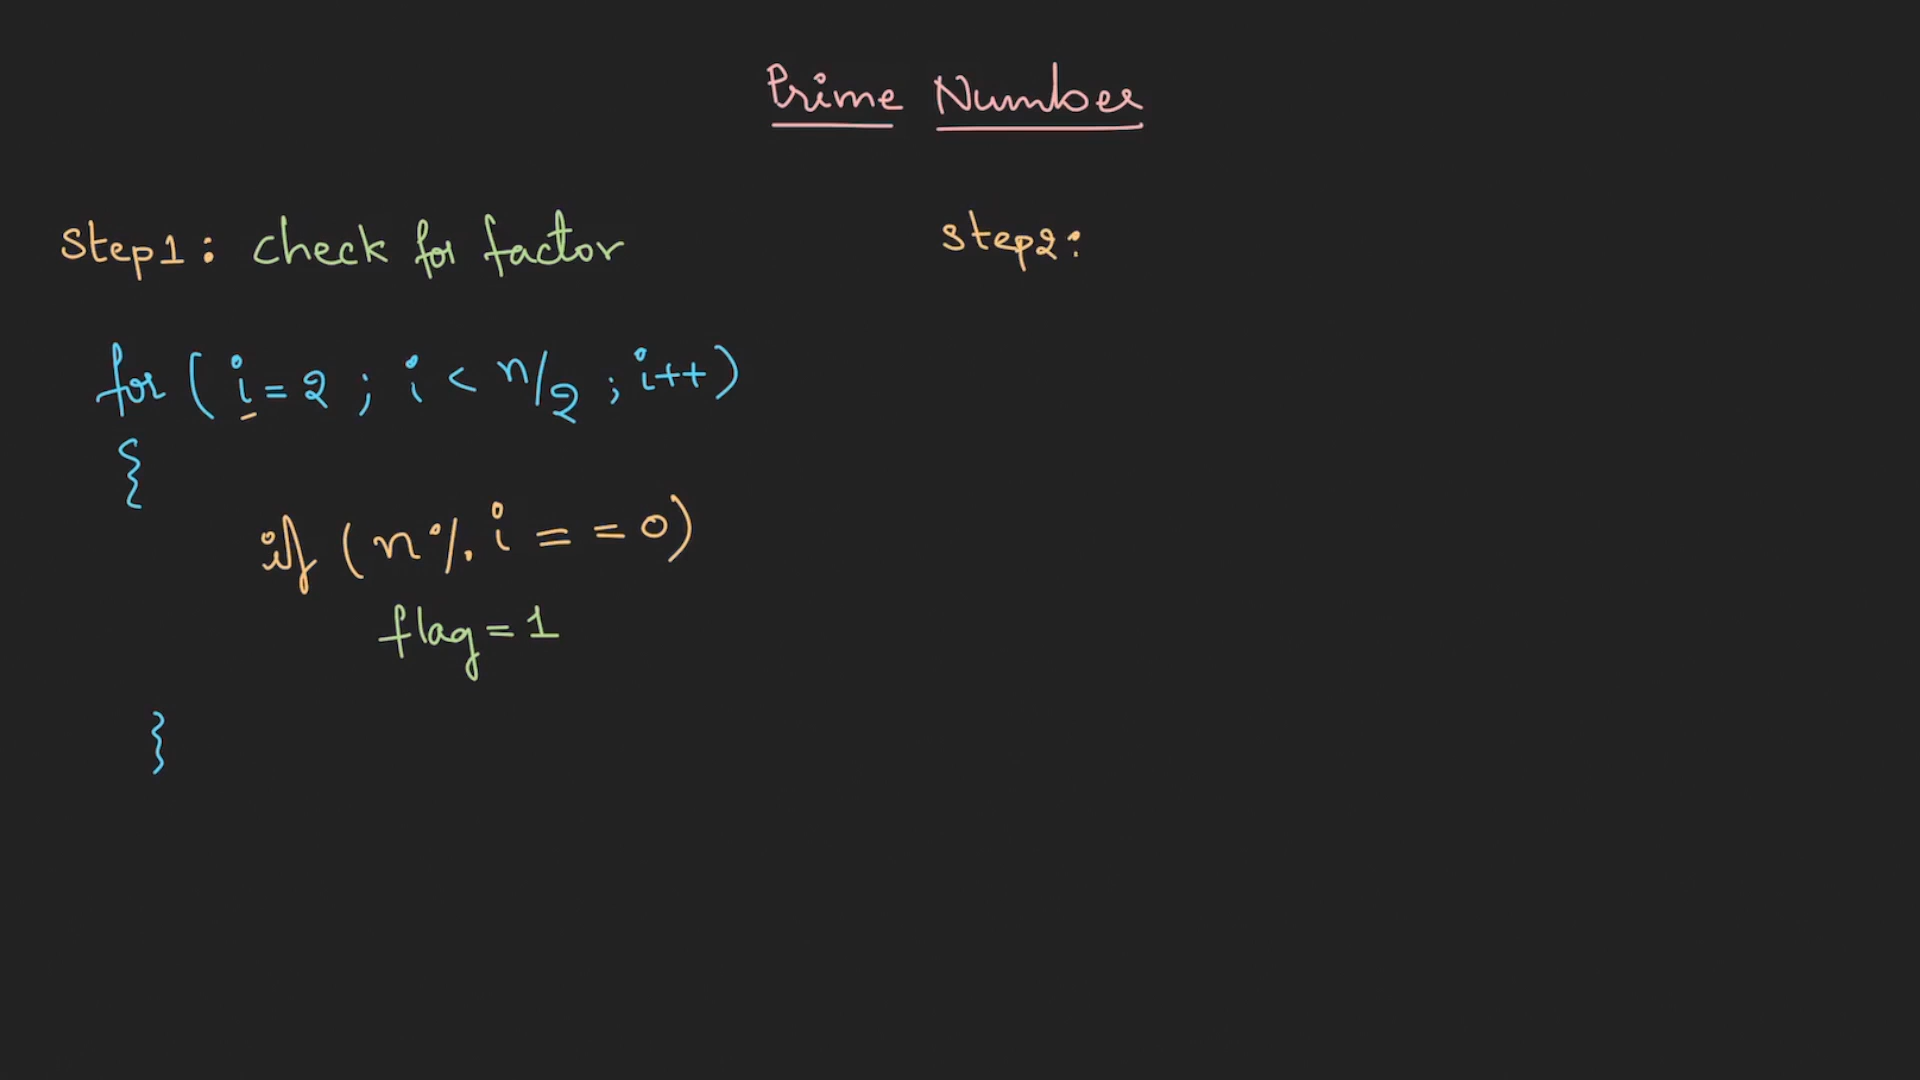 Prime Number
Step1: check for factor
for ( i = 2 ; i < n/2 ; i++)
{
if (n % i = = 0)
flag = 1
}
Step2: